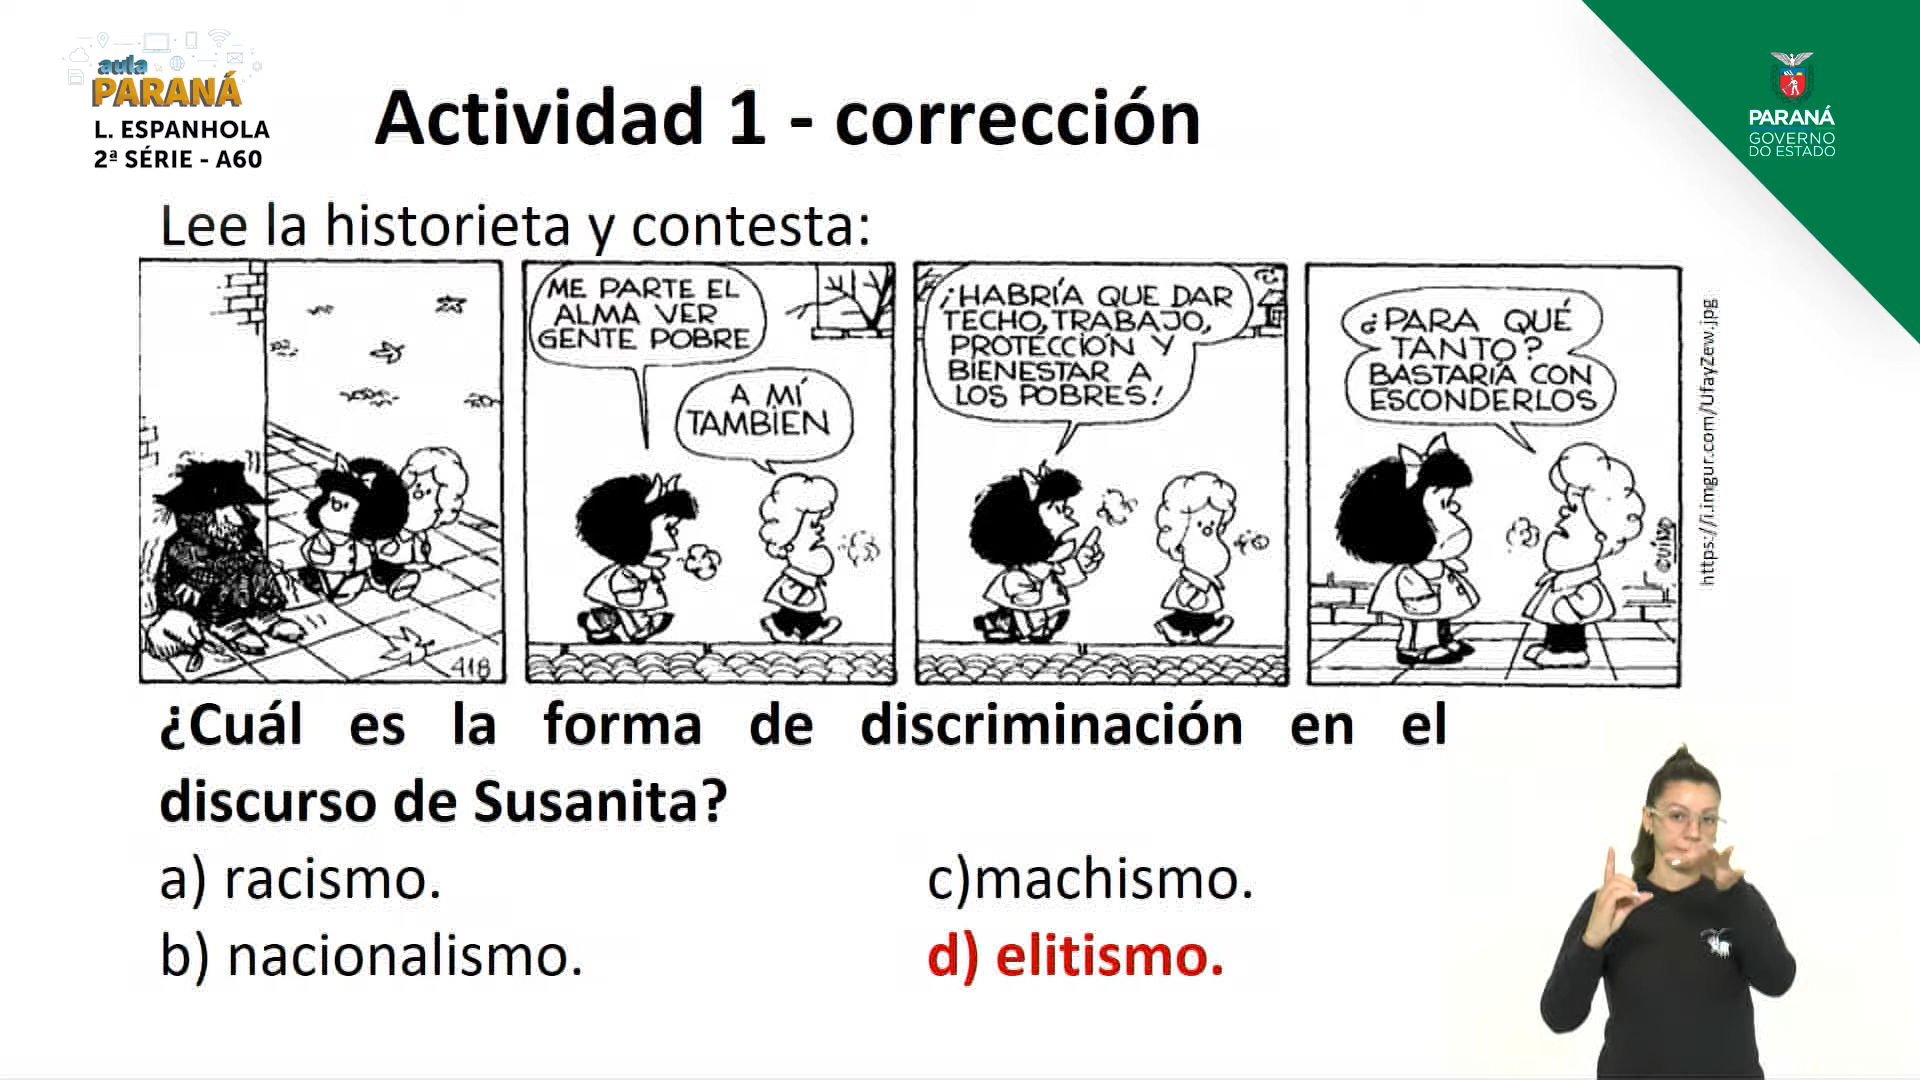 aula
PARANÁ
L. ESPANHOLA
2ª SÉRIE - A60
Actividad 1 - corrección
PARANÁ
GOVERNO
DO ESTADO
Lee la historieta y contesta:
ME PARTE EL
ALMA VER
GENTE POBRE
A MÍ
TAMBIEN
¡HABRÍA QUE DAR
TECHO, TRABAJO,
PROTECCION Y
BIENESTAR A
LOS POBRES!
¿PARA QUÉ
TANTO?
BASTARÍA CON
ESCONDERLOS
418
©QUINO
https://i.imgur.com/UfayZew.jpg
¿Cuál es la forma de discriminación en el
discurso de Susanita?
a) racismo.
b) nacionalismo.
c)machismo.
d) elitismo.